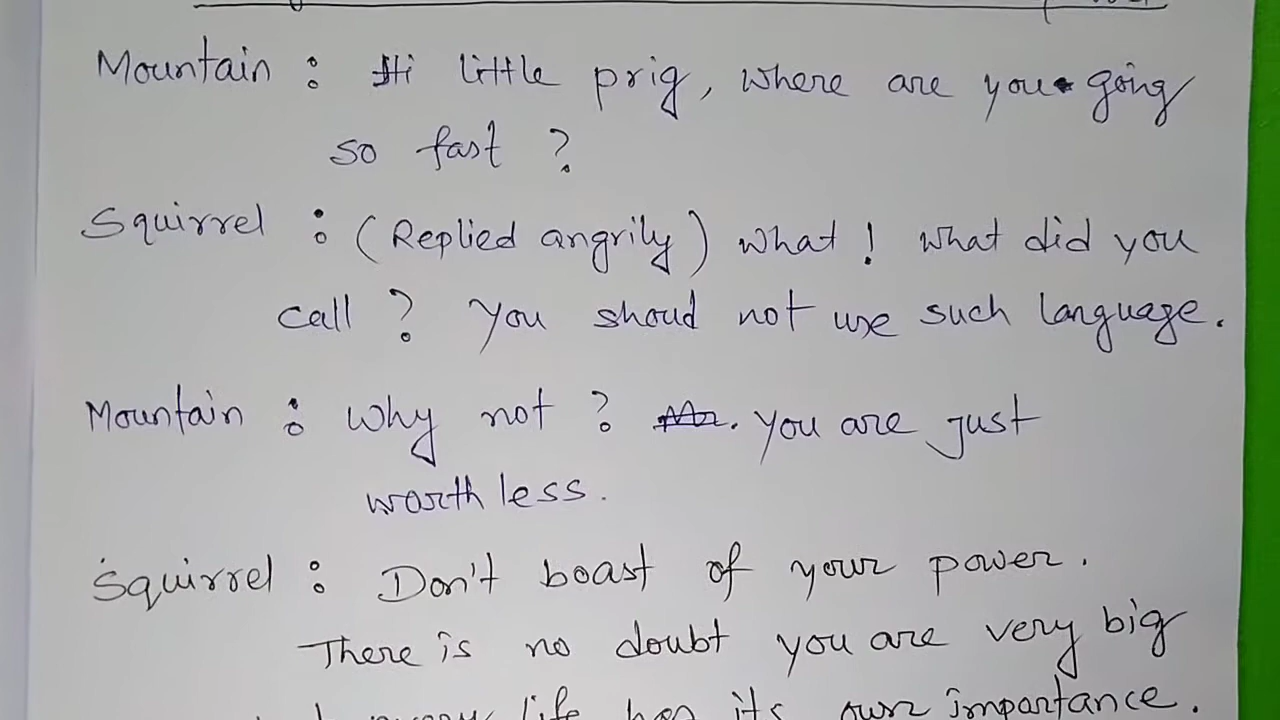 Mountain : Hi little prig, where are you going
so fast ?
Squirrel : (Replied angrily) what! what did you
call ? you shoud not use such language.
Mountain : Why not ? you are just
worthless.
Squirrel : Don't boast of your power.
There is no doubt you are very big
every life has its own importance.